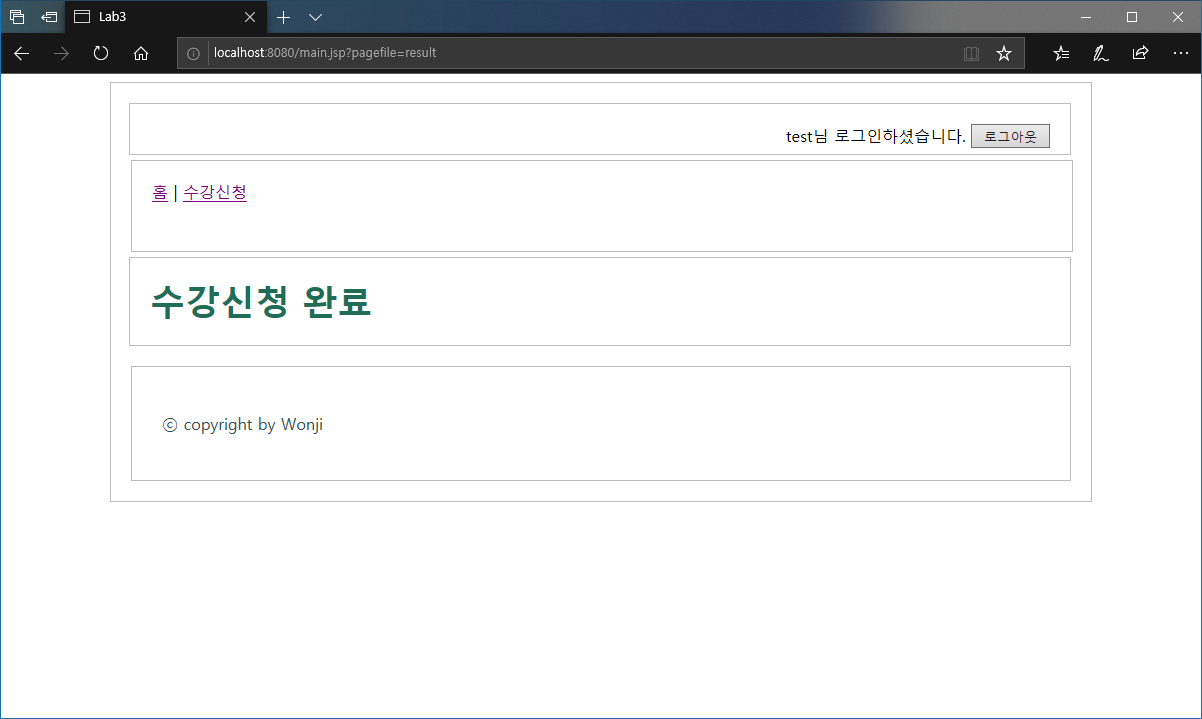 Lab3
localhost:8080/main.jsp?pagefile=result
test님 로그인하셨습니다. 로그아웃
홈 | 수강신청
수강신청 완료
ⓒ copyright by Wonji